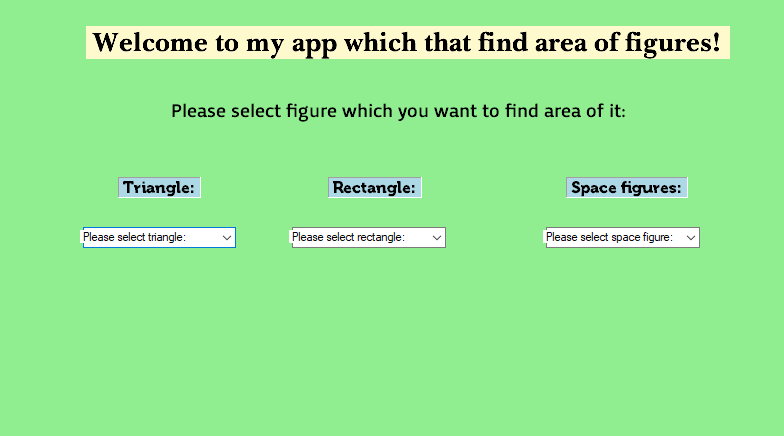 Welcome to my app which that find area of figures!
Please select figure which you want to find area of it:
Triangle:
Rectangle:
Space figures:
Please select triangle:
Please select rectangle:
Please select space figure: